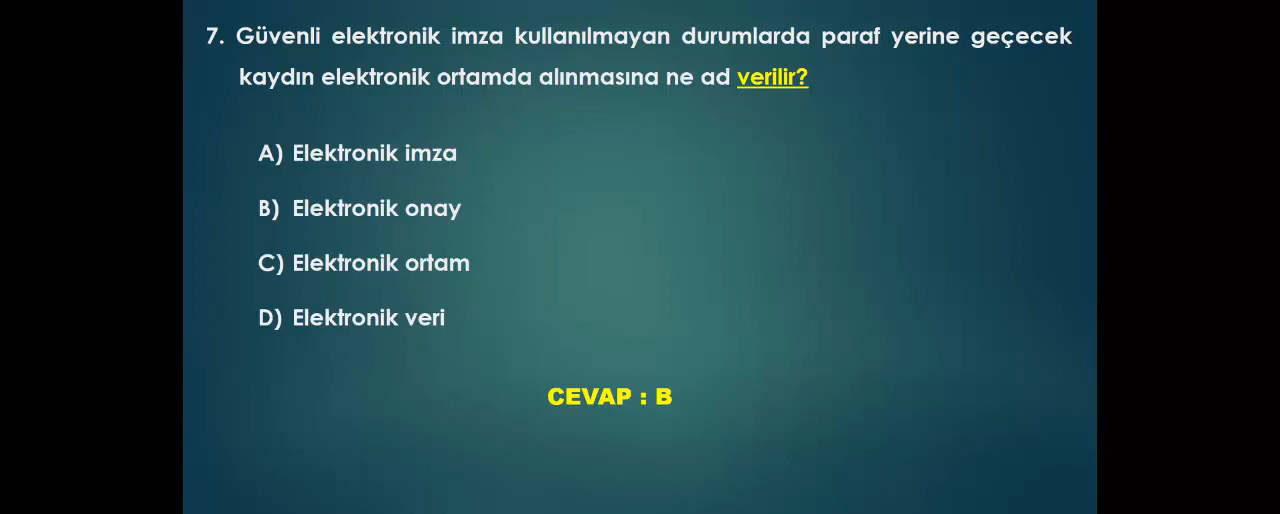 7. Güvenli elektronik imza kullanılmayan durumlarda paraf yerine geçecek
kaydın elektronik ortamda alınmasına ne ad verilir?
A) Elektronik imza
B) Elektronik onay
C) Elektronik ortam
D) Elektronik veri
CEVAP : B